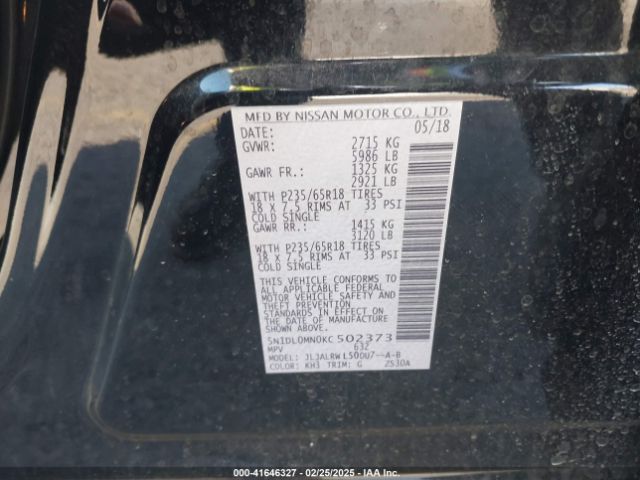 MFD BY NISSAN MOTOR CO., LTD.
DATE: 05/18
GVWR: 2715 KG
5986 LB
GAWR FR.: 1325 KG
2921 LB
WITH P235/65R18 TIRES
18 X 7.5 RIMS AT 33 PSI
COLD SINGLE
GAWR RR.: 1415 KG
3120 LB
WITH P235/65R18 TIRES
18 X 7.5 RIMS AT 33 PSI
COLD SINGLE
THIS VEHICLE CONFORMS TO
ALL APPLICABLE FEDERAL
MOTOR VEHICLE SAFETY AND
THEFT PREVENTION
STANDARDS IN EFFECT ON
THE DATE OF MANUFACTURE
SHOWN ABOVE.
5N1DL0MN0KC502373
MPV 632
MODEL: JLJALRWL50UU7--A-B
COLOR: KH3 TRIM: G ZS30A
000-41646327 - 02/25/2025 - IAA Inc.